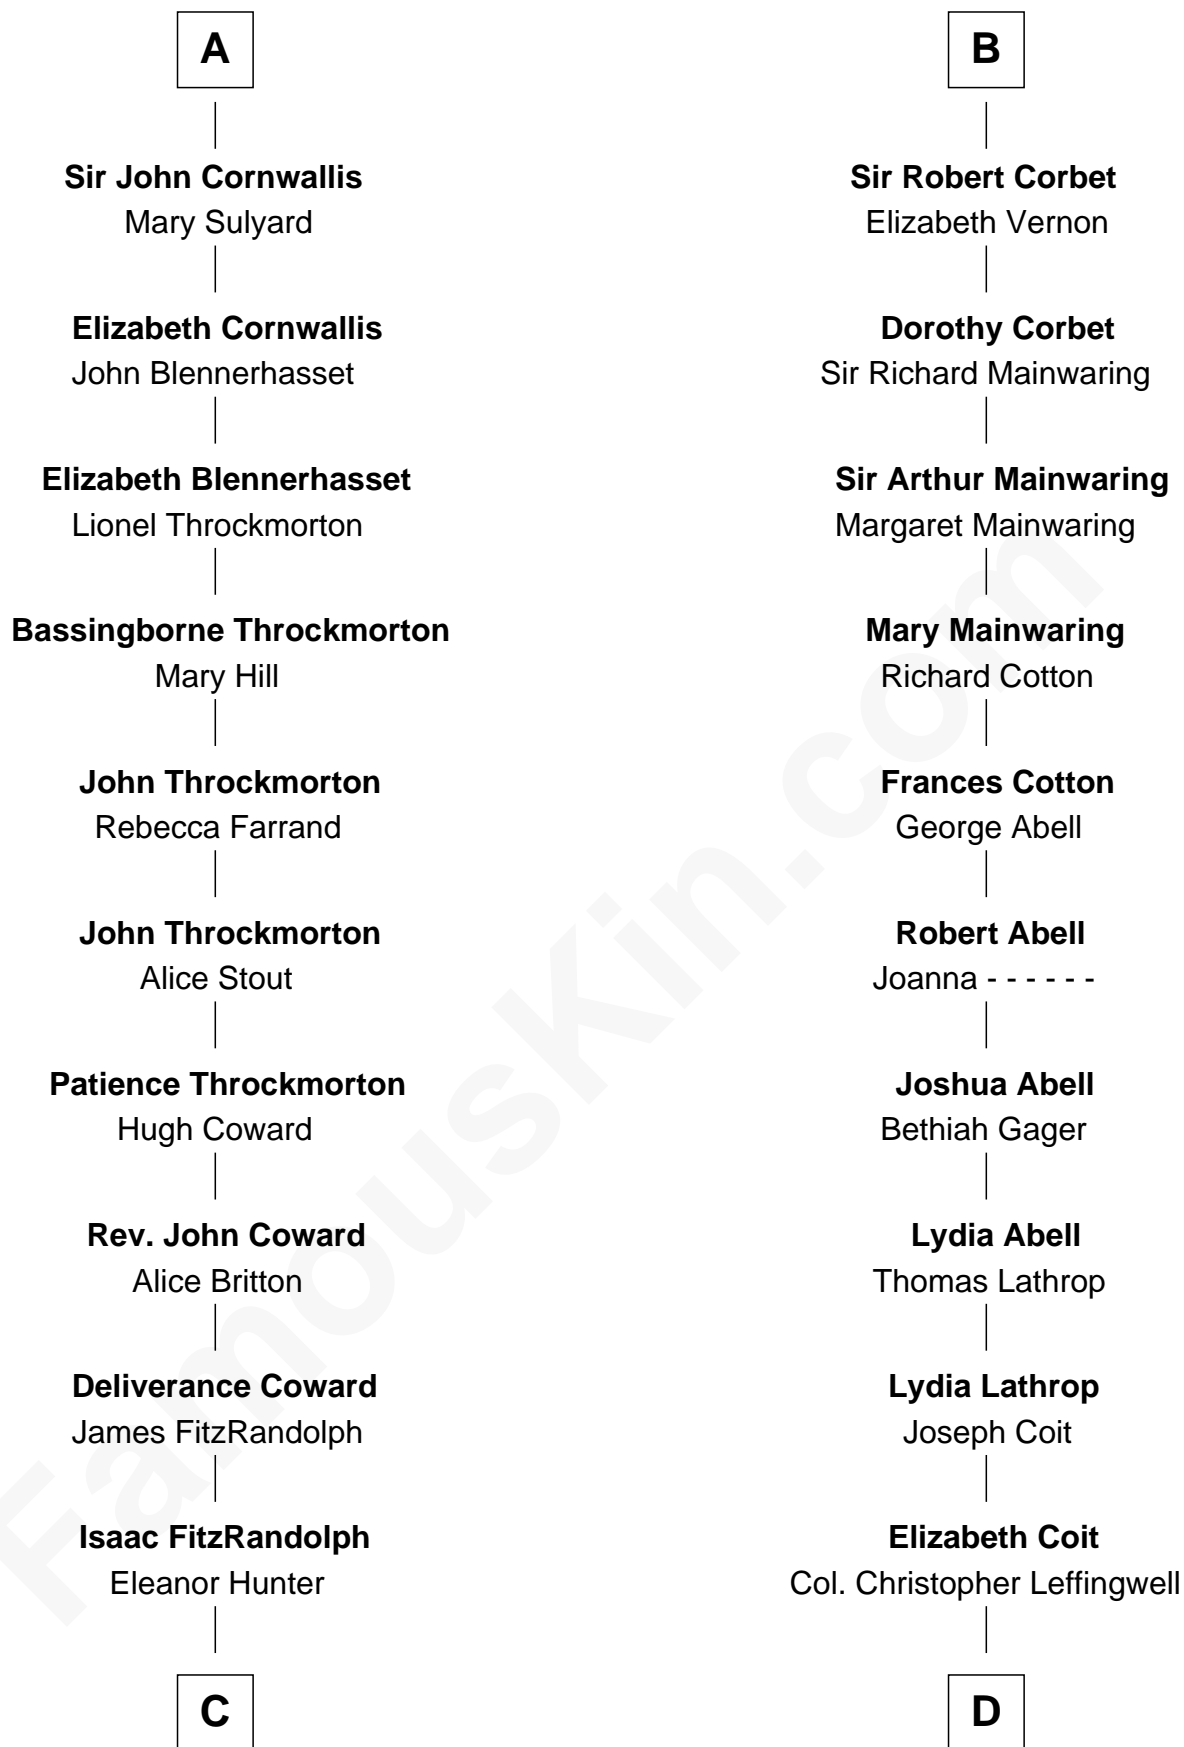 A
Sir John Cornwallis
Mary Sulyard
Elizabeth Cornwallis
John Blennerhasset
Elizabeth Blennerhasset
Lionel Throckmorton
Bassingborne Throckmorton
Mary Hill
John Throckmorton
Rebecca Farrand
John Throckmorton
Alice Stout
Patience Throckmorton
Hugh Coward
Rev. John Coward
Alice Britton
Deliverance Coward
James FitzRandolph
Isaac FitzRandolph
Eleanor Hunter
C
B
Sir Robert Corbet
Elizabeth Vernon
Dorothy Corbet
Sir Richard Mainwaring
Sir Arthur Mainwaring
Margaret Mainwaring
Mary Mainwaring
Richard Cotton
Frances Cotton
George Abell
Robert Abell
Joanna - - - - - -
Joshua Abell
Bethiah Gager
Lydia Abell
Thomas Lathrop
Lydia Lathrop
Joseph Coit
Elizabeth Coit
Col. Christopher Leffingwell
D
FamousKin.com